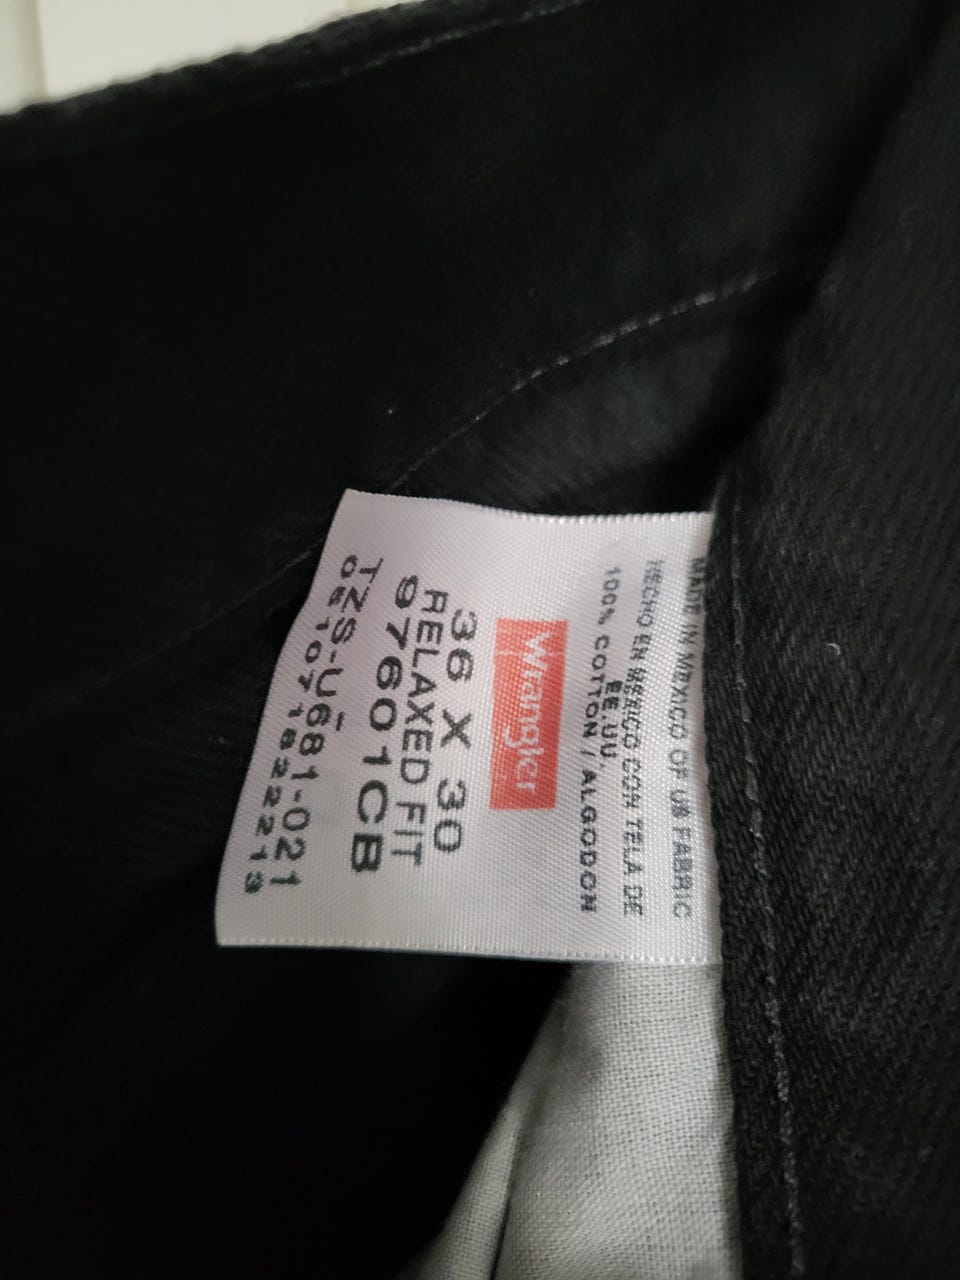 MADE IN MEXICO OF US FABRIC
HECHO EN MEXICO CON TELA DE
EE.UU.
100% COTTON / ALGODON
Wrangler
36 X 30
RELAXED FIT
97601CB
TZS-U681-021